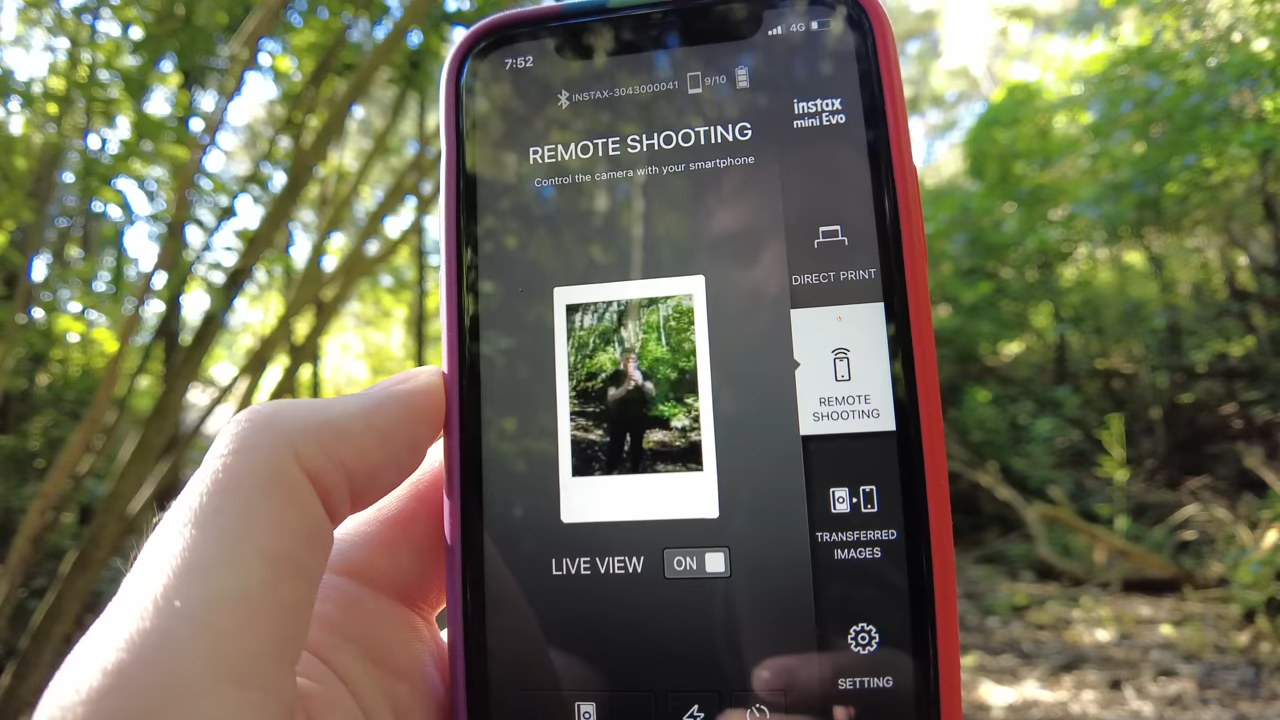 7:52
4G
INSTAX-3043000041
9/10
instax
mini Evo
REMOTE SHOOTING
Control the camera with your smartphone
DIRECT PRINT
REMOTE
SHOOTING
TRANSFERRED
IMAGES
LIVE VIEW
ON
SETTING